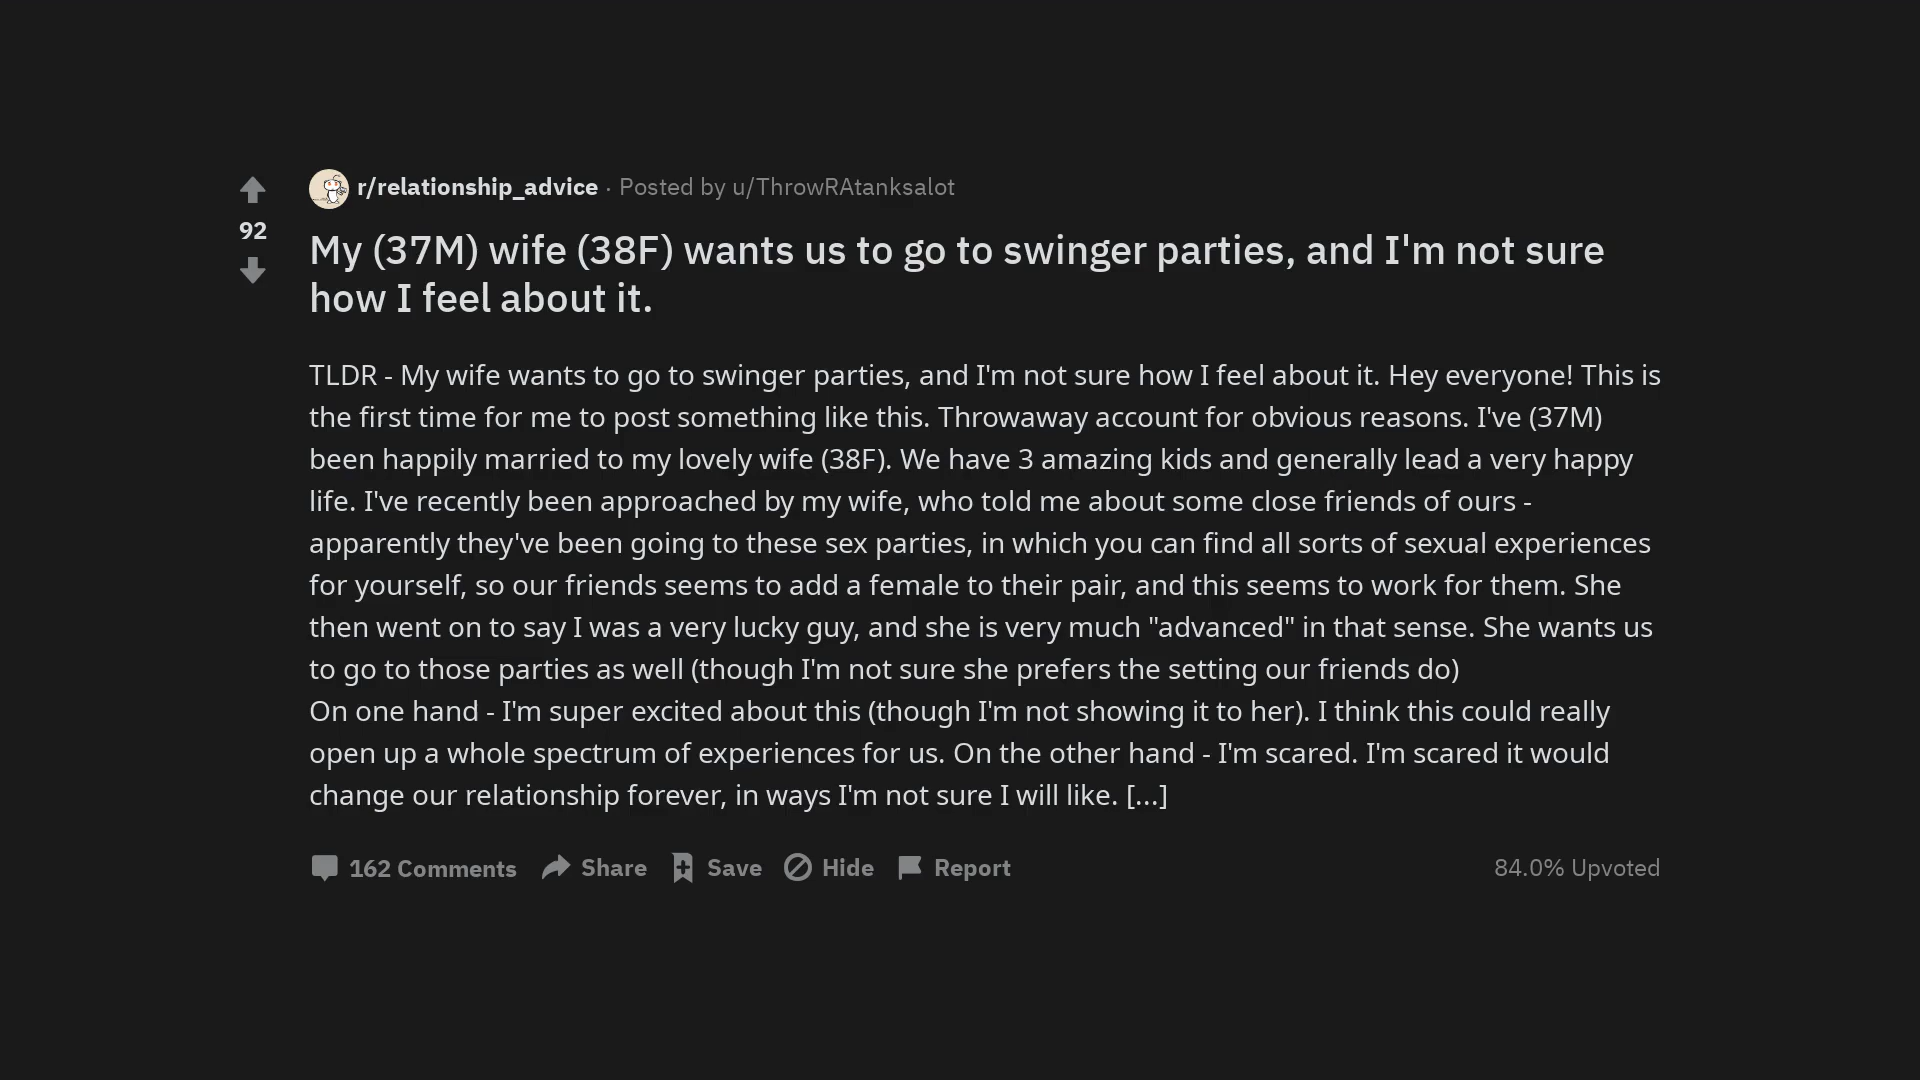 r/relationship_advice · Posted by u/ThrowRAtanksalot
92
My (37M) wife (38F) wants us to go to swinger parties, and I'm not sure
how I feel about it.
TLDR - My wife wants to go to swinger parties, and I'm not sure how I feel about it. Hey everyone! This is
the first time for me to post something like this. Throwaway account for obvious reasons. I've (37M)
been happily married to my lovely wife (38F). We have 3 amazing kids and generally lead a very happy
life. I've recently been approached by my wife, who told me about some close friends of ours -
apparently they've been going to these sex parties, in which you can find all sorts of sexual experiences
for yourself, so our friends seems to add a female to their pair, and this seems to work for them. She
then went on to say I was a very lucky guy, and she is very much "advanced" in that sense. She wants us
to go to those parties as well (though I'm not sure she prefers the setting our friends do)
On one hand - I'm super excited about this (though I'm not showing it to her). I think this could really
open up a whole spectrum of experiences for us. On the other hand - I'm scared. I'm scared it would
change our relationship forever, in ways I'm not sure I will like. [...]
162 Comments Share Save Hide Report 84.0% Upvoted